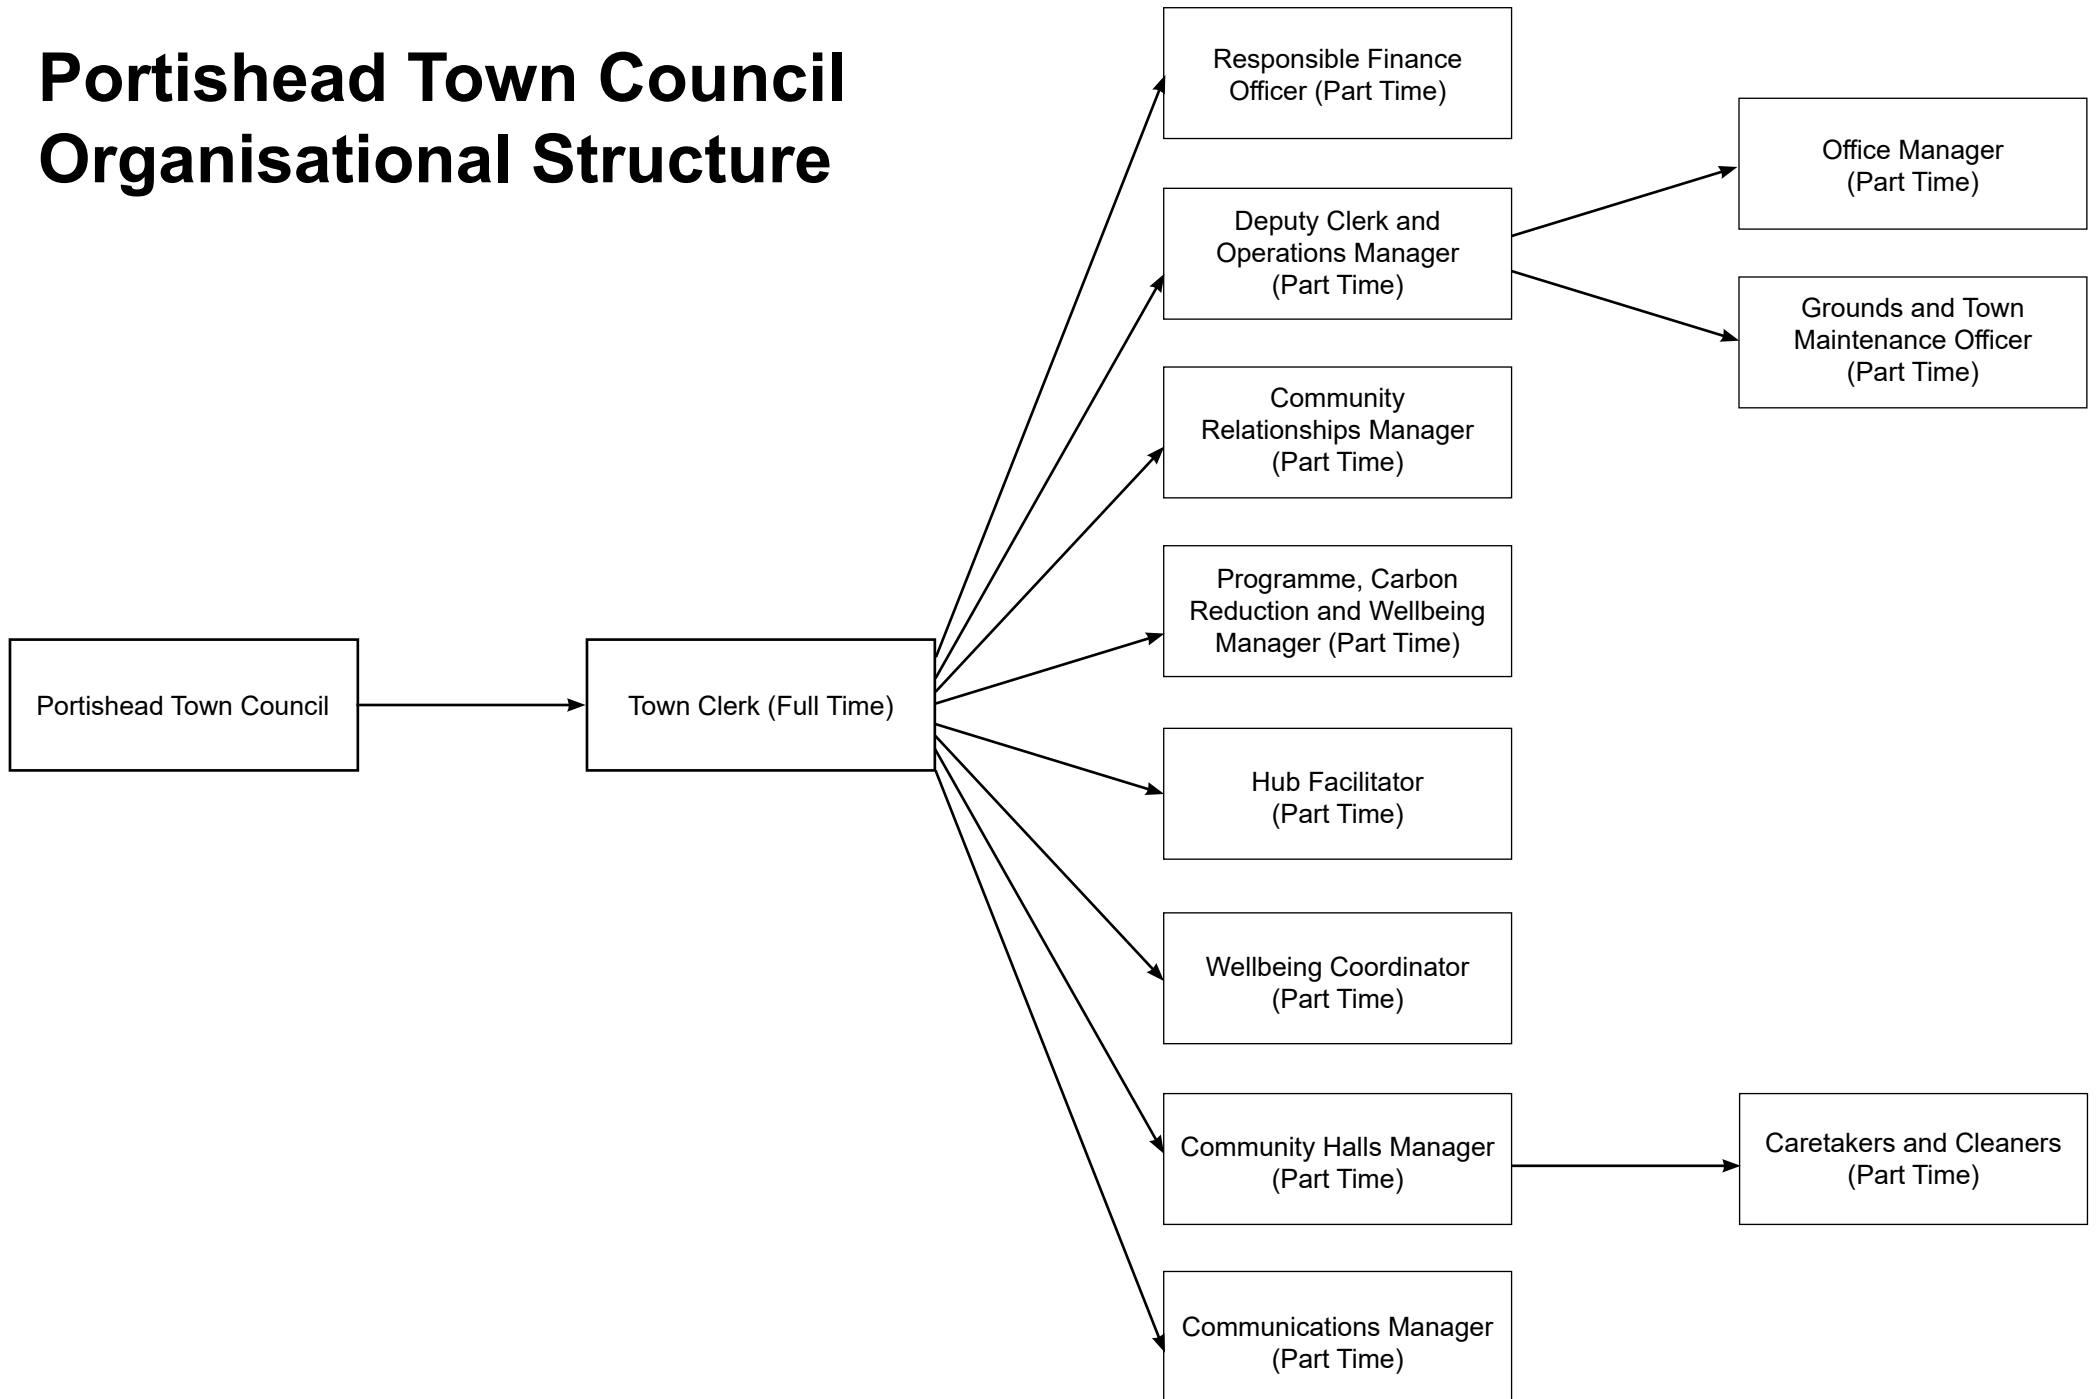 Portishead Town Council
Organisational Structure
Responsible Finance
Officer (Part Time)
Office Manager
(Part Time)
Deputy Clerk and
Operations Manager
(Part Time)
Grounds and Town
Maintenance Officer
(Part Time)
Community
Relationships Manager
(Part Time)
Programme, Carbon
Reduction and Wellbeing
Manager (Part Time)
Portishead Town Council
Town Clerk (Full Time)
Hub Facilitator
(Part Time)
Wellbeing Coordinator
(Part Time)
Community Halls Manager
(Part Time)
Caretakers and Cleaners
(Part Time)
Communications Manager
(Part Time)